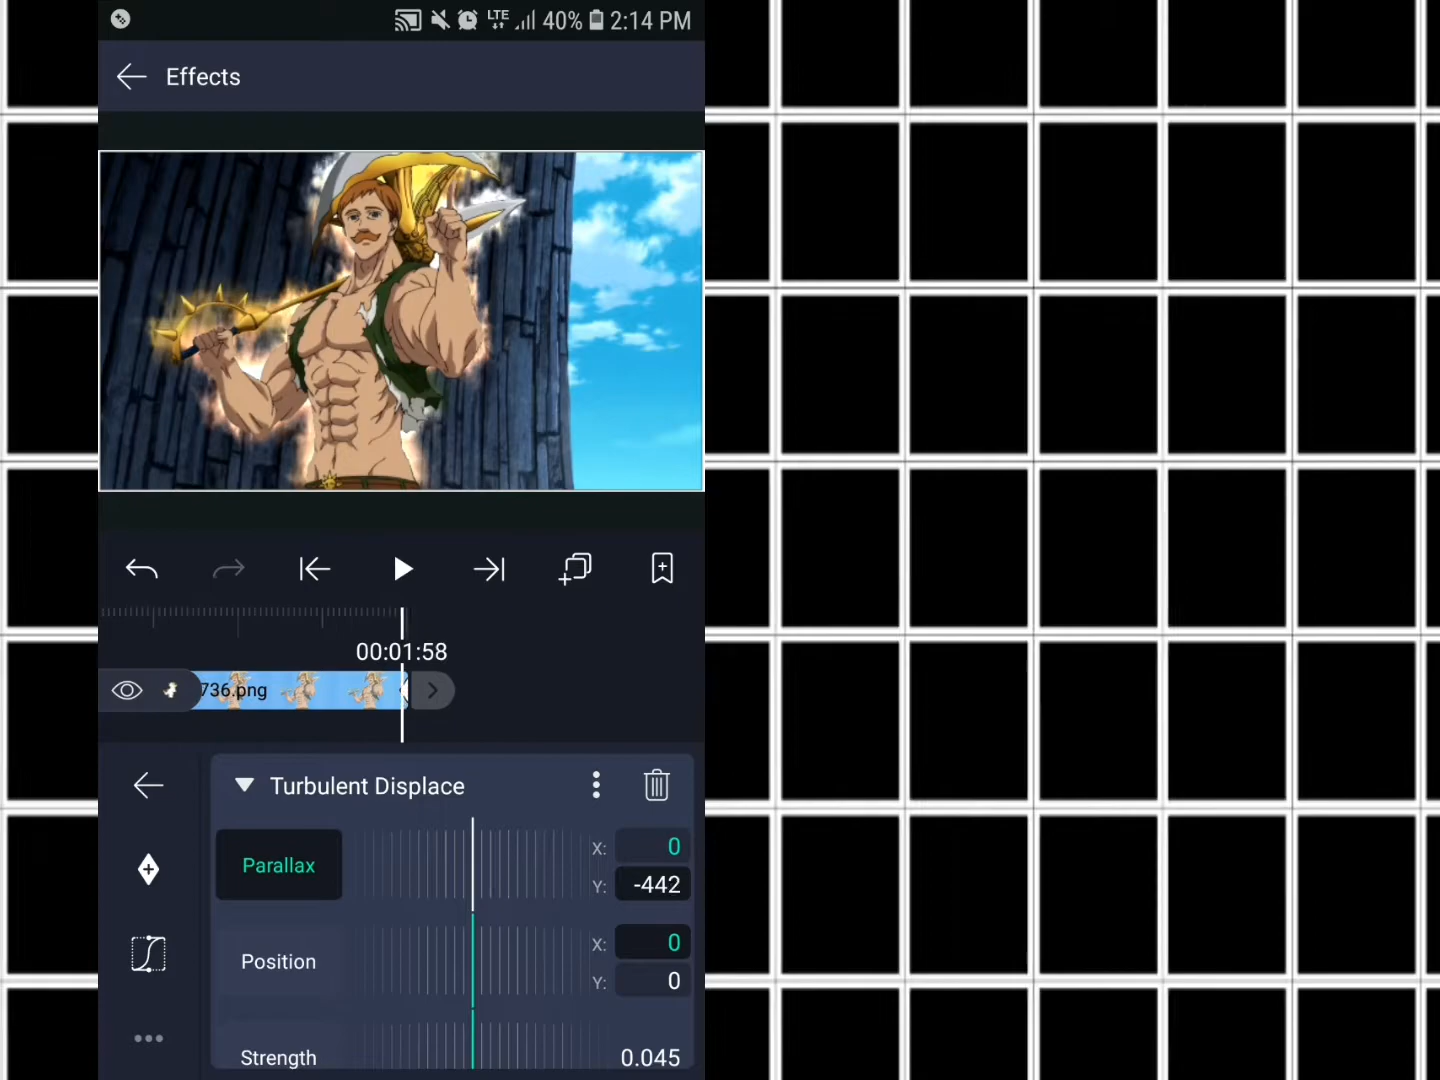 LTE 40% 2:14 PM
Effects
00:01:58
736.png
Turbulent Displace
Parallax
X: 0
Y: -442
Position
X: 0
Y: 0
Strength 0.045